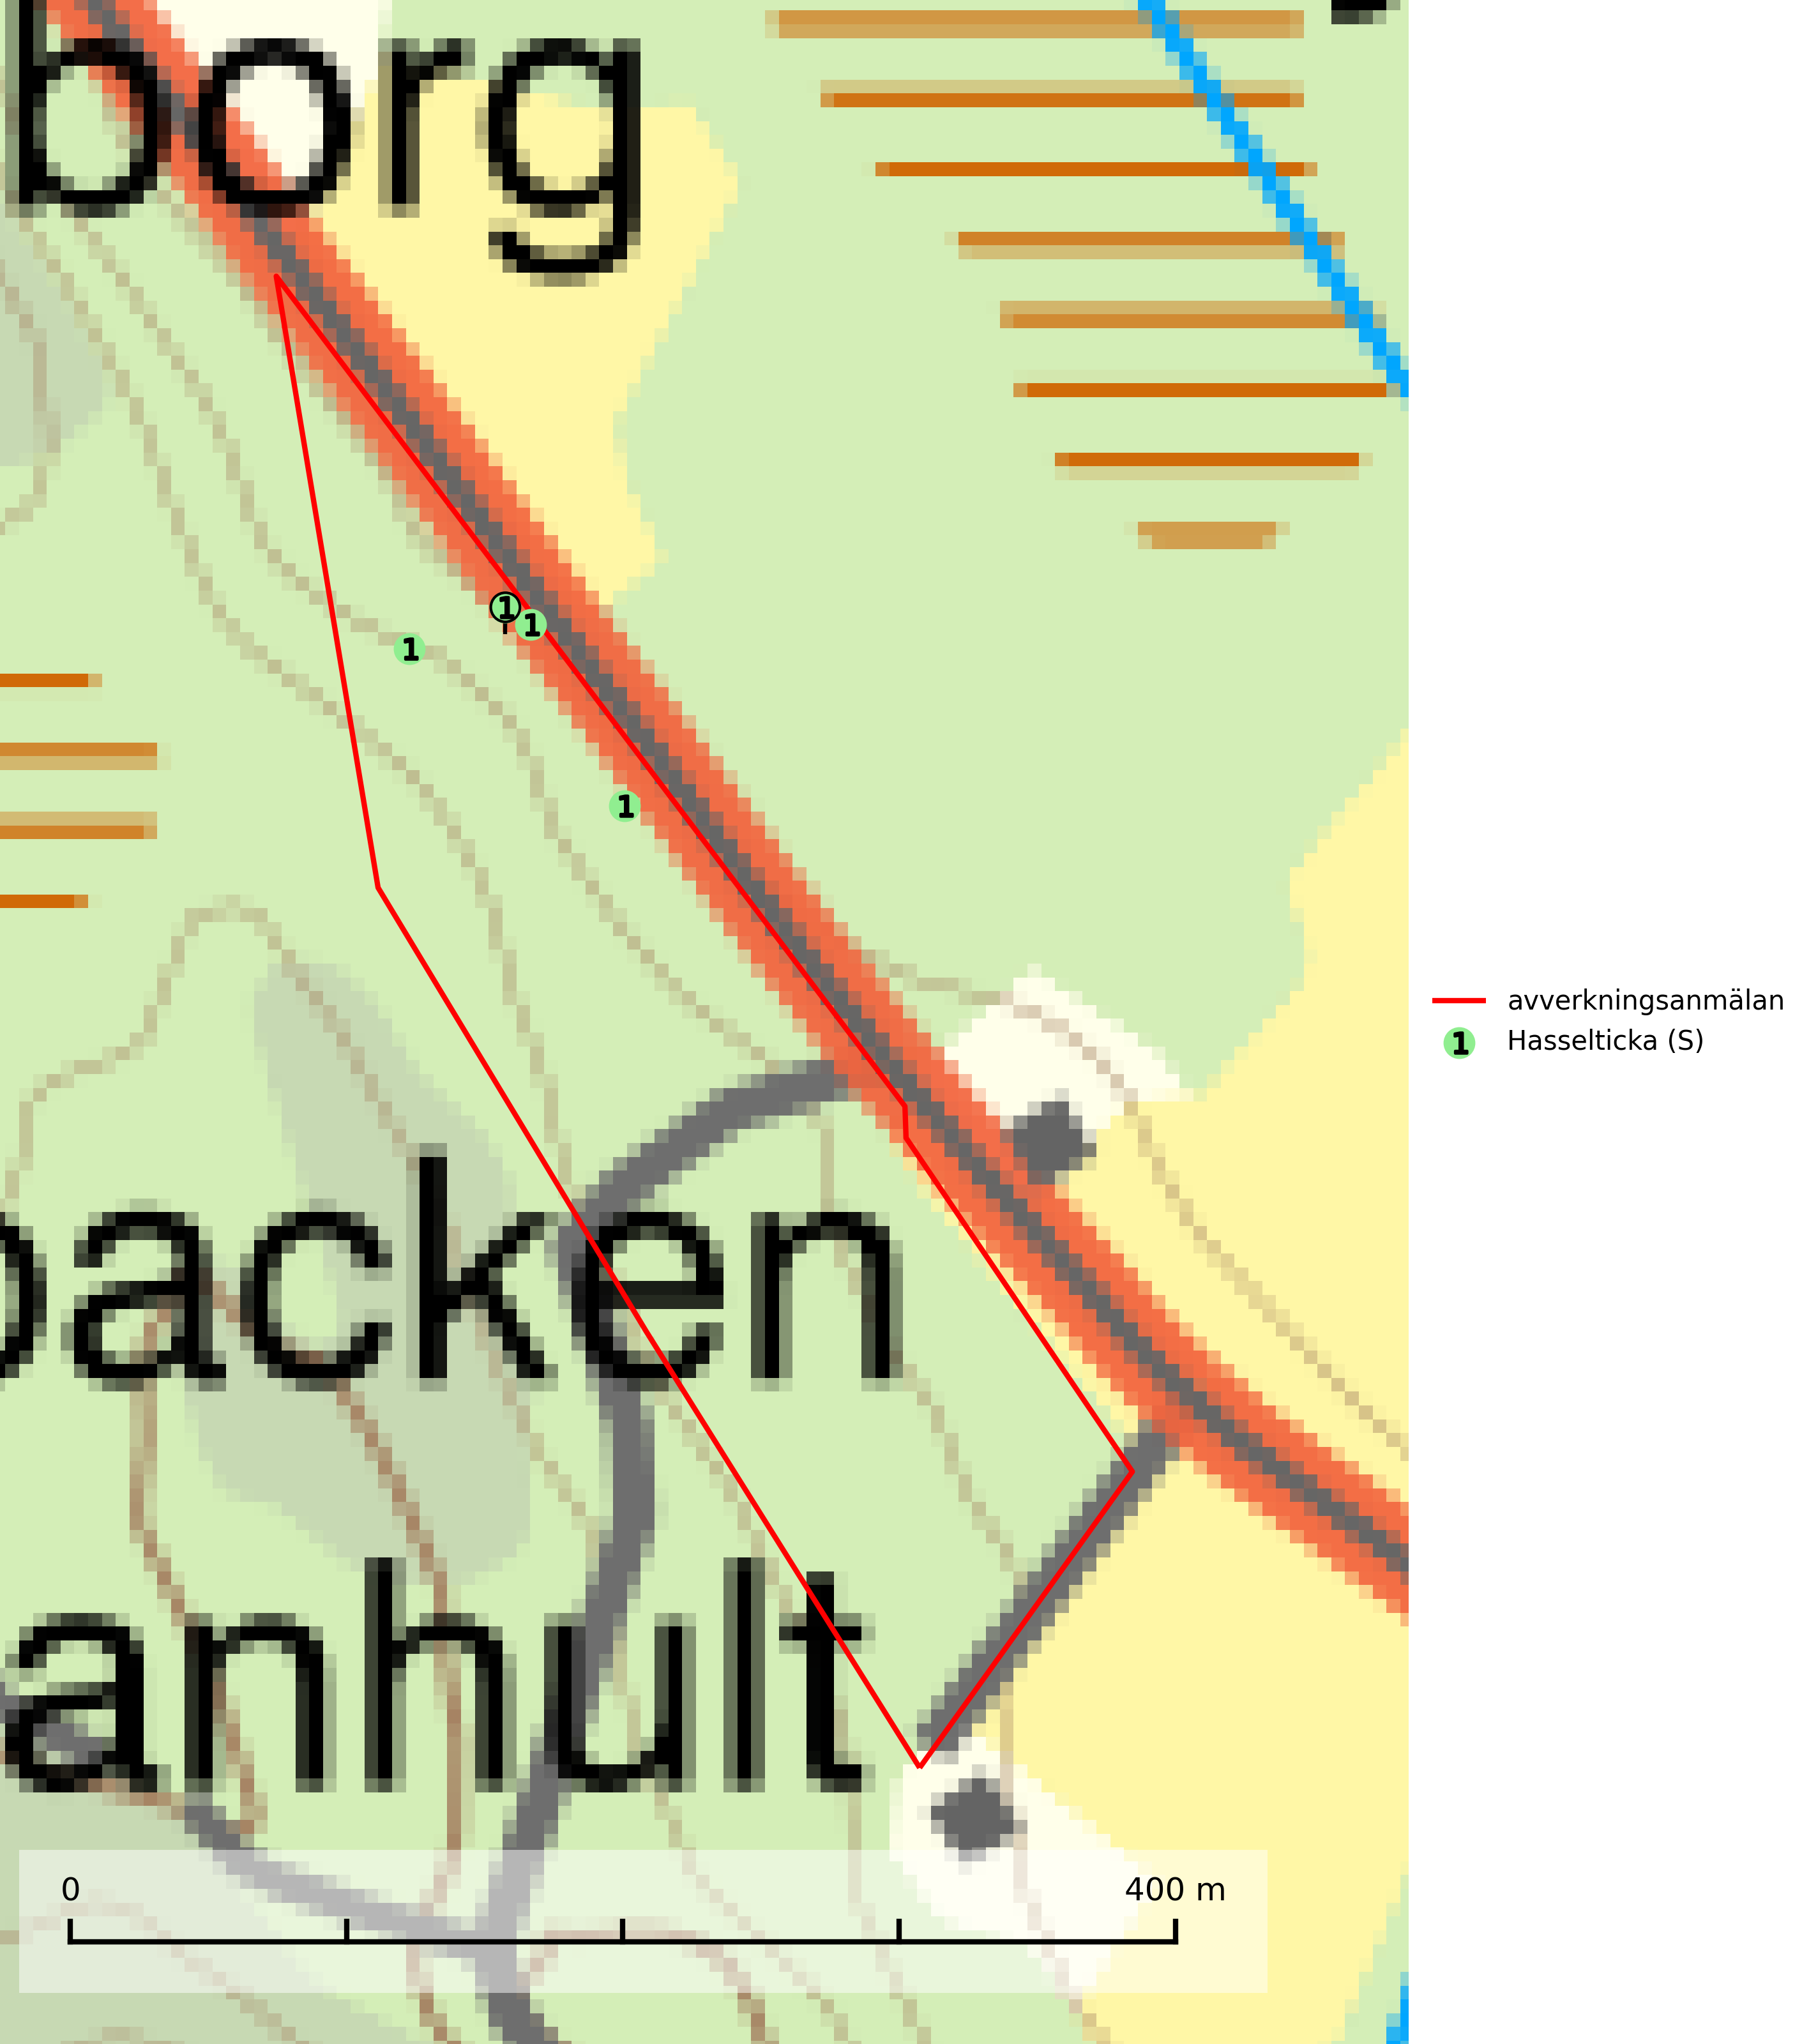 borg
1
1
1
1
avverkningsanmälan
1 Hasselticka (S)
backen
anhult
0 400 m